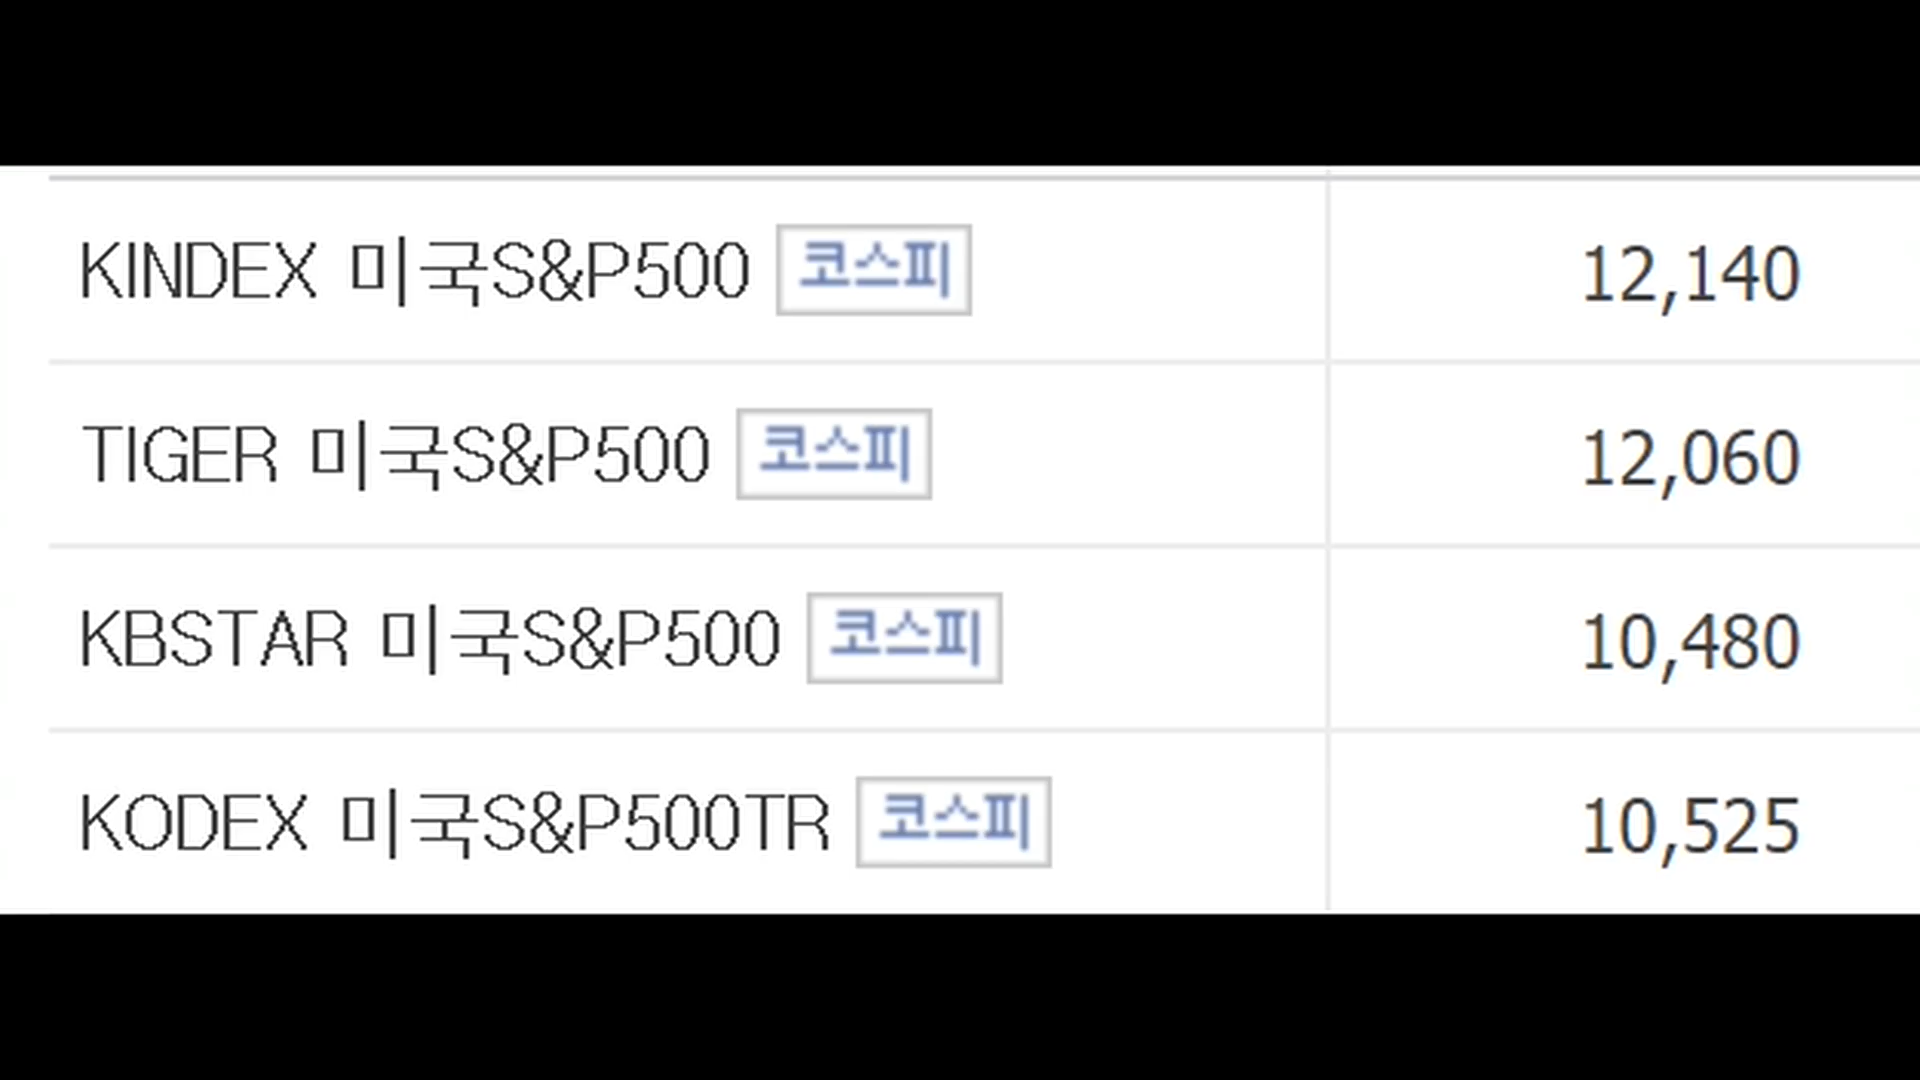 KINDEX 미국S&P500 코스피 12,140
TIGER 미국S&P500 코스피 12,060
KBSTAR 미국S&P500 코스피 10,480
KODEX 미국S&P500TR 코스피 10,525